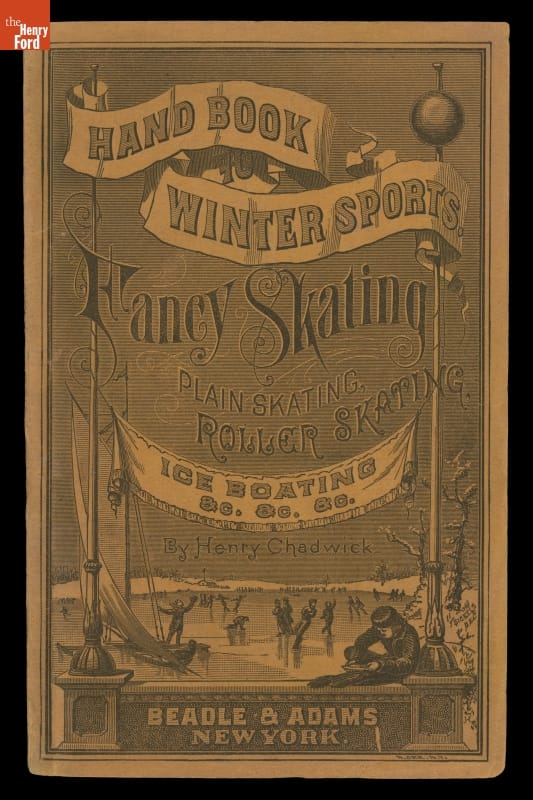 the
Henry
Ford
HAND BOOK
TO
WINTER SPORTS.
Fancy Skating
PLAIN SKATING,
ROLLER SKATING,
ICE BOATING
&C. &C. &C.
By Henry Chadwick
BEADLE & ADAMS
NEW YORK.
N. ORR. N.Y.